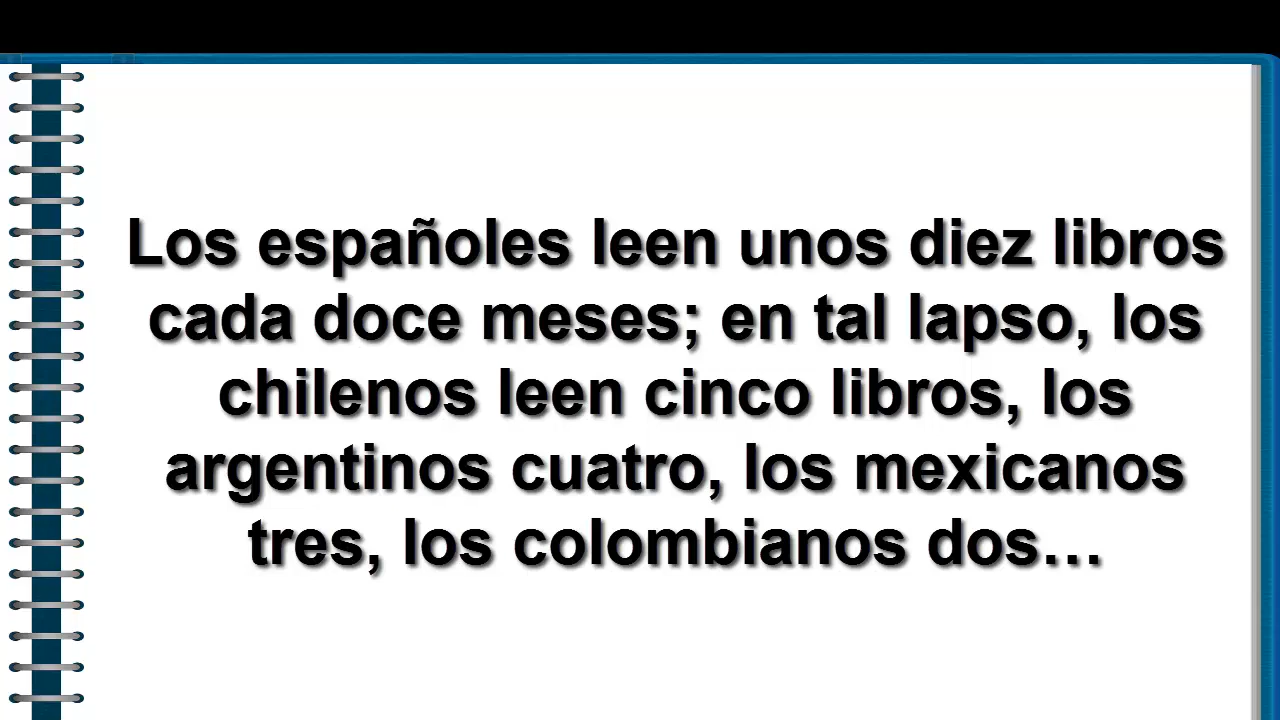 Los españoles leen unos diez libros
cada doce meses; en tal lapso, los
chilenos leen cinco libros, los
argentinos cuatro, los mexicanos
tres, los colombianos dos…